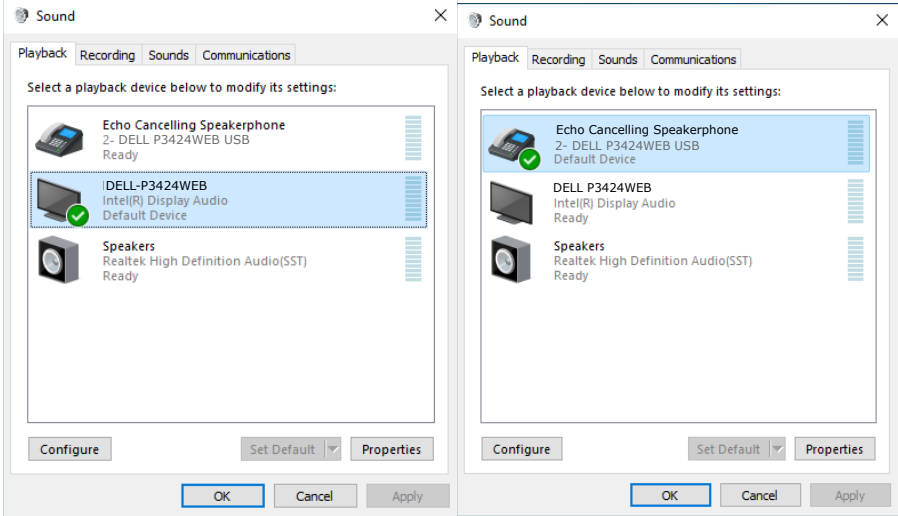 Sound
Playback Recording Sounds Communications
Select a playback device below to modify its settings:
Echo Cancelling Speakerphone
2- DELL P3424WEB USB
Ready
DELL-P3424WEB
Intel(R) Display Audio
Default Device
Speakers
Realtek High Definition Audio(SST)
Ready
Configure Set Default Properties
OK Cancel Apply
Sound
Playback Recording Sounds Communications
Select a playback device below to modify its settings:
Echo Cancelling Speakerphone
2- DELL P3424WEB USB
Default Device
DELL P3424WEB
Intel(R) Display Audio
Ready
Speakers
Realtek High Definition Audio(SST)
Ready
Configure Set Default Properties
OK Cancel Apply